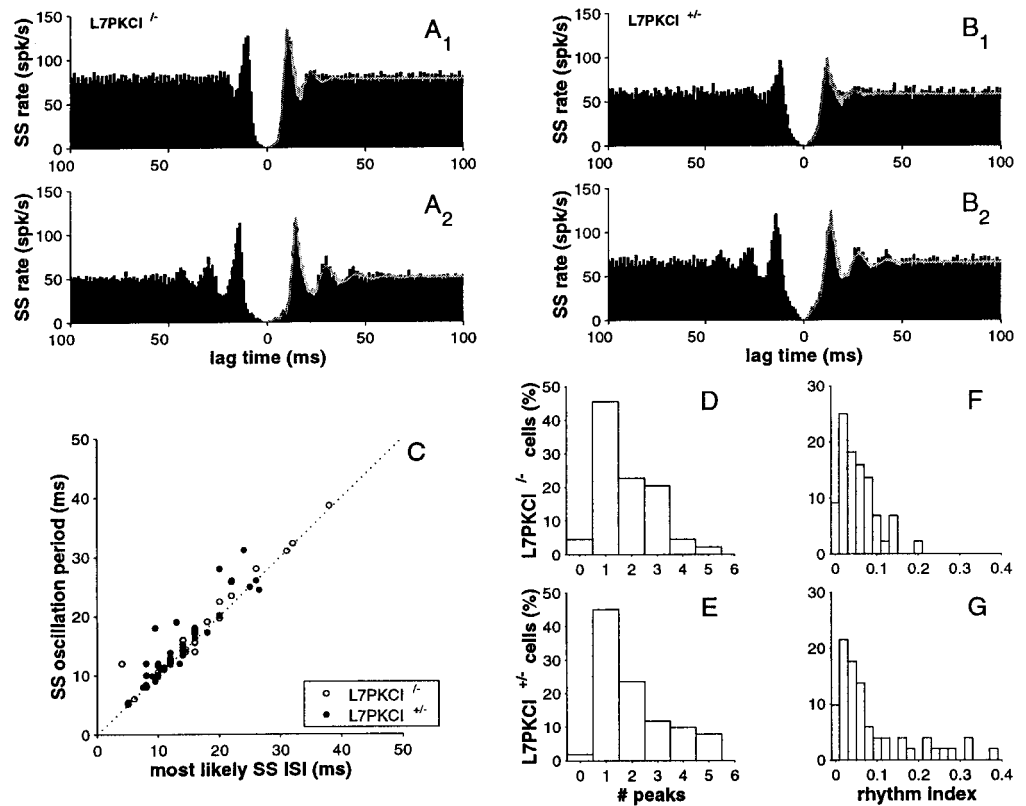 L7PKCI /-
A1
SS rate (spk/s)
150
100
50
0
100 50 0 50 100
L7PKCI +/-
B1
SS rate (spk/s)
150
100
50
0
100 50 0 50 100
A2
SS rate (spk/s)
150
100
50
0
100 50 0 50 100
lag time (ms)
B2
SS rate (spk/s)
150
100
50
0
100 50 0 50 100
lag time (ms)
C
SS oscillation period (ms)
50
40
30
20
10
0
0 10 20 30 40 50
most likely SS ISI (ms)
L7PKCI /-
L7PKCI +/-
D
L7PKCI /- cells (%)
50
40
30
20
10
0
0 1 2 3 4 5 6
F
30
20
10
0
0 0.1 0.2 0.3 0.4
E
L7PKCI +/- cells (%)
50
40
30
20
10
0
0 1 2 3 4 5 6
# peaks
G
30
20
10
0
0 0.1 0.2 0.3 0.4
rhythm index